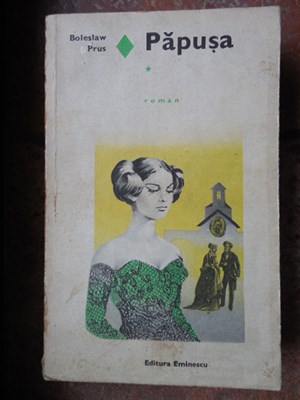 Boleslaw
Prus
Păpușa
roman
Editura Eminescu